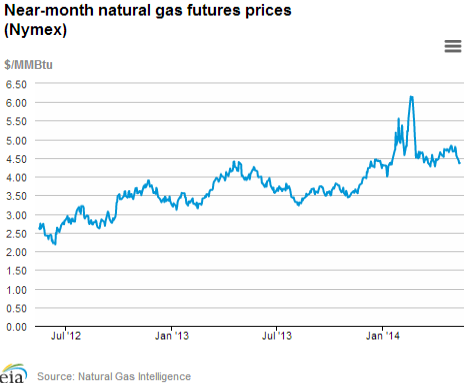 Near-month natural gas futures prices
(Nymex)
$/MMBtu
6.50
6.00
5.50
5.00
4.50
4.00
3.50
3.00
2.50
2.00
1.50
1.00
0.50
0.00
Jul '12
Jan '13
Jul '13
Jan '14
eia
Source: Natural Gas Intelligence